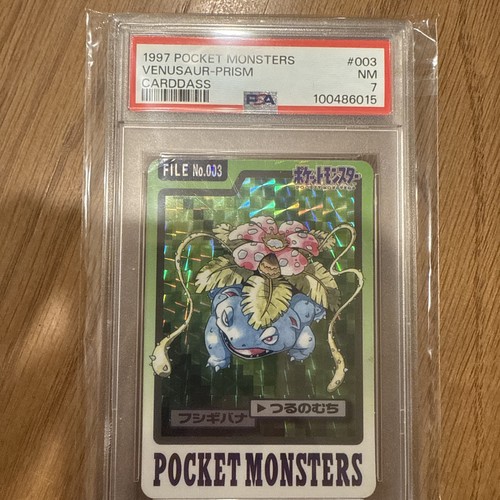 1997 POCKET MONSTERS #003
VENUSAUR-PRISM NM
CARDDASS 7
PSA 100486015
FILE No.003 ポケットモンスター
フシギバナ ▶つるのむち
POCKET MONSTERS